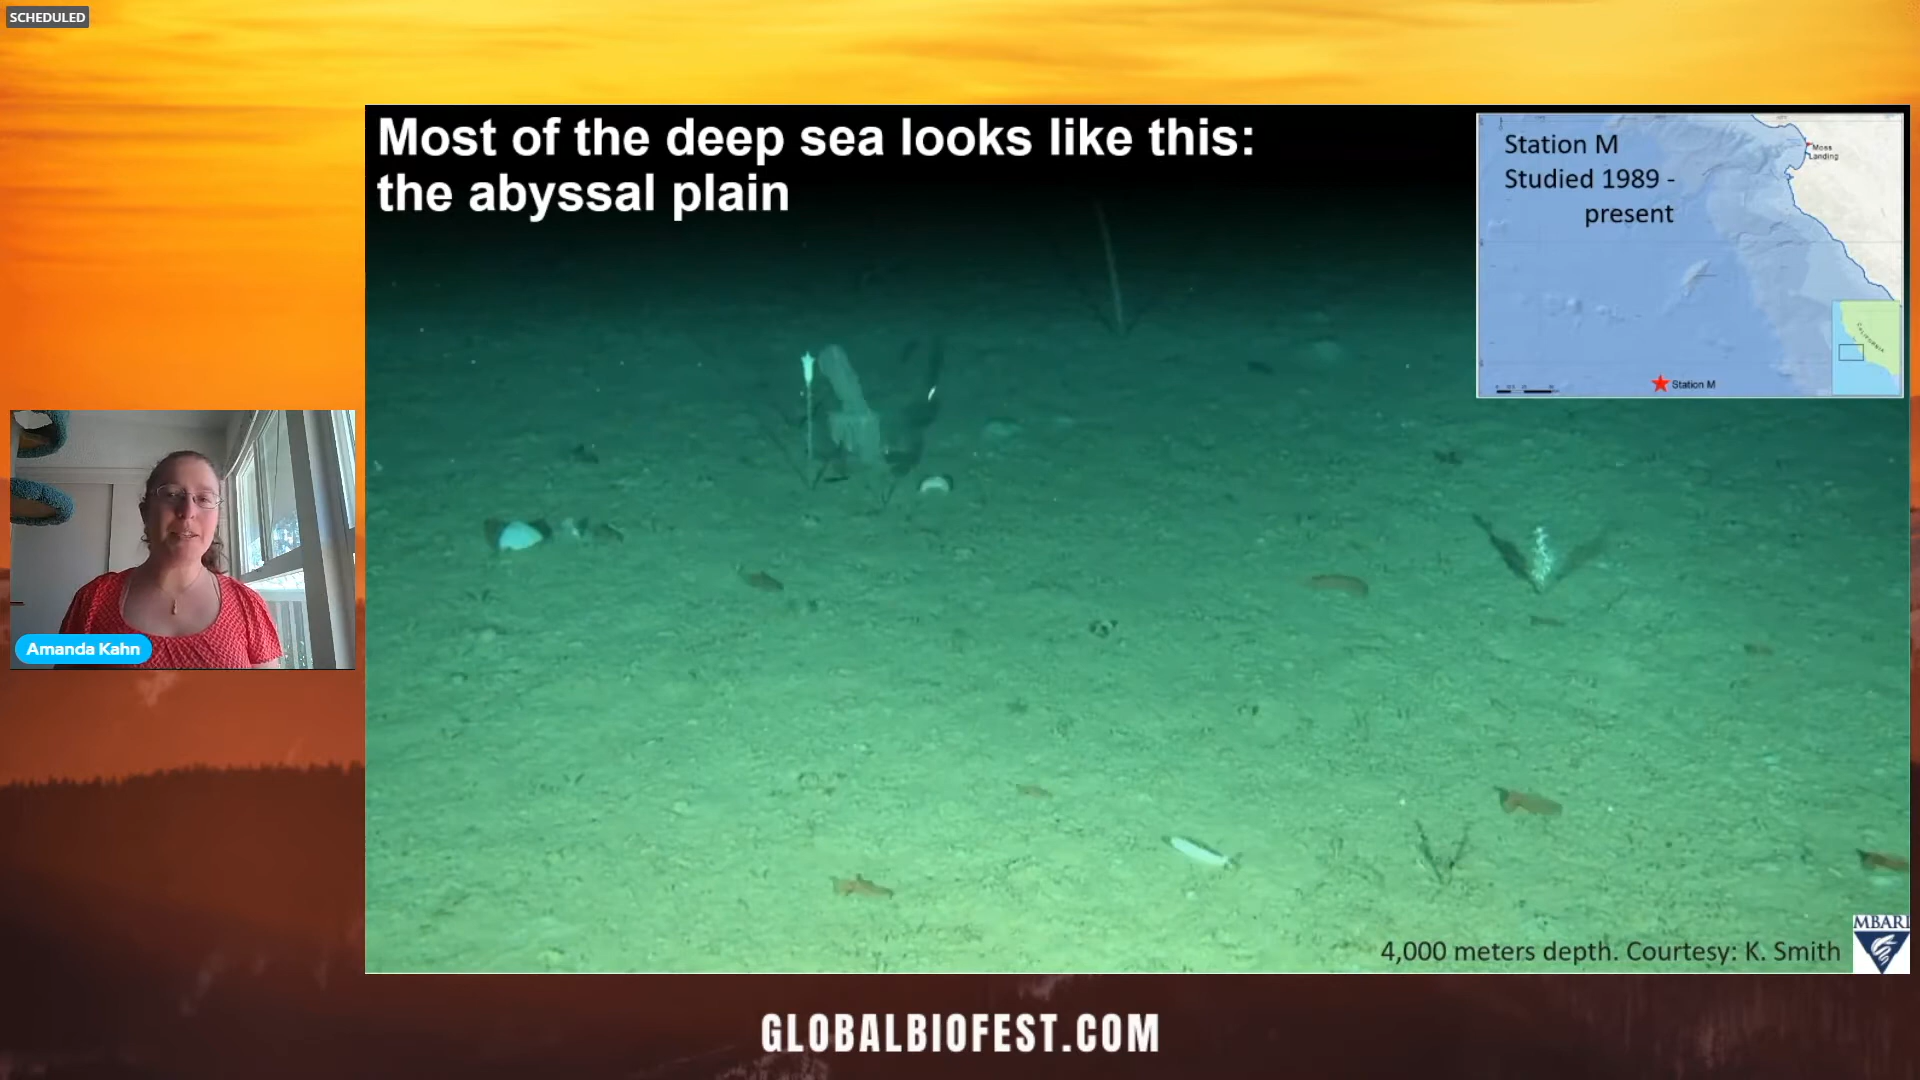 SCHEDULED
Most of the deep sea looks like this:
the abyssal plain
Station M
Studied 1989 -
present
Moss
Landing
CALIFORNIA
Station M
Amanda Kahn
4,000 meters depth. Courtesy: K. Smith
MBARI
GLOBALBIOFEST.COM